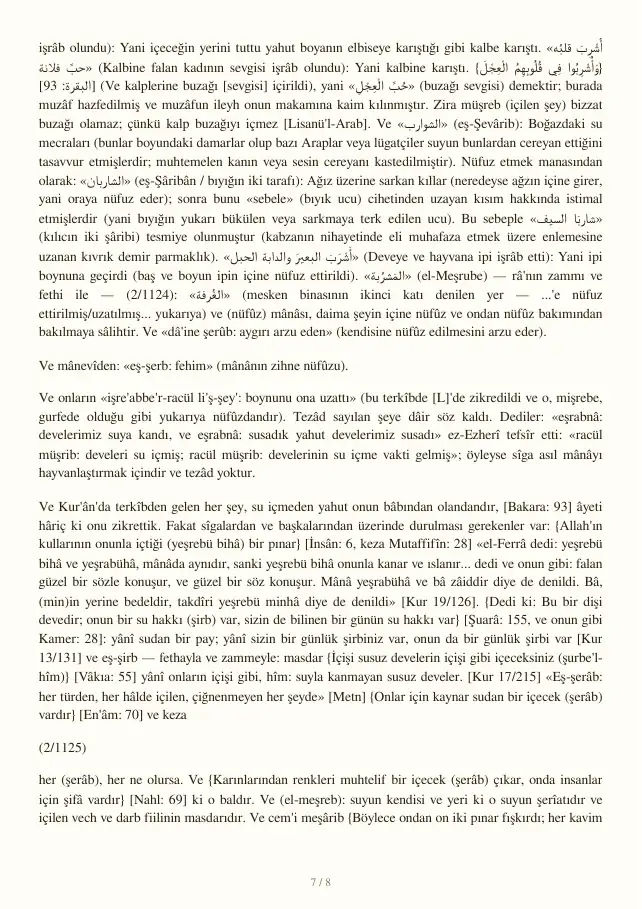 işrâb olundu): Yani içeceğin yerini tuttu yahut boyanın elbiseye karıştığı gibi kalbe karıştı. «أُشْرِبَ قلبُه
حبَّ فلانة» (Kalbine falan kadının sevgisi işrâb olundu): Yani kalbine karıştı. {وَأُشْرِبُوا فِي قُلُوبِهِمُ الْعِجْلَ}
[البقرة: 93] (Ve kalplerine buzağı [sevgisi] içirildi), yani «حُبَّ الْعِجْلِ» (buzağı sevgisi) demektir; burada
muzâf hazfedilmiş ve muzâfun ileyh onun makamına kaim kılınmıştır. Zira müşreb (içilen şey) bizzat
buzağı olamaz; çünkü kalp buzağıyı içmez [Lisanü'l-Arab]. Ve «الشوارب» (eş-Şevârib): Boğazdaki su
mecraları (bunlar boyundaki damarlar olup bazı Araplar veya lügatçiler suyun bunlardan cereyan ettiğini
tasavvur etmişlerdir; muhtemelen kanın veya sesin cereyanı kastedilmiştir). Nüfuz etmek manasından
olarak: «الشاربان» (eş-Şâribân / bıyığın iki tarafı): Ağız üzerine sarkan kıllar (neredeyse ağzın içine girer,
yani oraya nüfuz eder); sonra bunu «sebele» (bıyık ucu) cihetinden uzayan kısım hakkında istimal
etmişlerdir (yani bıyığın yukarı bükülen veya sarkmaya terk edilen ucu). Bu sebeple «شارِبَا السيف»
(kılıcın iki şâribi) tesmiye olunmuştur (kabzanın nihayetinde eli muhafaza etmek üzere enlemesine
uzanan kıvrık demir parmaklık). «أَشْرَبَ البعيرَ والدابة الحبل» (Deveye ve hayvana ipi işrâb etti): Yani ipi
boynuna geçirdi (baş ve boyun ipin içine nüfuz ettirildi). «المَشرُبة» (el-Meşrube) — râ'nın zammı ve
fethi ile — (2/1124): «الغُرفة» (mesken binasının ikinci katı denilen yer — ...'e nüfuz
ettirilmiş/uzatılmış... yukarıya) ve (nüfuz) mânâsı, daima şeyin içine nüfuz ve ondan nüfüz bakımından
bakılmaya sâlihtir. Ve «dâ'ine şerûb: aygırı arzu eden» (kendisine nüfûz edilmesini arzu eder).
Ve mânevîden: «eş-şerb: fehim» (mânânın zihne nüfûzu).
Ve onların «işre'abbe'r-racül li'ş-şey': boynunu ona uzattı» (bu terkîbde [L]'de zikredildi ve o, mişrebe,
gurfede olduğu gibi yukarıya nüfûzdandır). Tezâd sayılan şeye dâir söz kaldı. Dediler: «eşrabnâ:
develerimiz suya kandı, ve eşrabnâ: susadık yahut develerimiz susadı» ez-Ezherî tefsîr etti: «racül
müşrib: develeri su içmiş; racül müşrib: develerinin su içme vakti gelmiş»; öyleyse sîga asıl mânâyı
hayvanlaştırmak içindir ve tezâd yoktur.
Ve Kur'ân'da terkîbden gelen her şey, su içmeden yahut onun bâbından olandandır, [Bakara: 93] âyeti
hâriç ki onu zikrettik. Fakat sîgalardan ve başkalarından üzerinde durulması gerekenler var: {Allah'ın
kullarının onunla içtiği (yeşrebü bihâ) bir pınar} [İnsân: 6, keza Mutaffifîn: 28] «el-Ferrâ dedi: yeşrebü
bihâ ve yeşrabühâ, mânâda aynıdır, sanki yeşrebü bihâ onunla kanar ve ıslanır... dedi ve onun gibi: falan
güzel bir sözle konuşur, ve güzel bir söz konuşur. Mânâ yeşrabühâ ve bâ zâiddir diye de denildi. Bâ,
(min)in yerine bedeldir, takdîri yeşrebü minhâ diye de denildi» [Kur 19/126]. {Dedi ki: Bu bir dişi
devedir; onun bir su hakkı (şirb) var, sizin de bilinen bir günün su hakkı var} [Şuarâ: 155, ve onun gibi
Kamer: 28]: yânî sudan bir pay; yânî sizin bir günlük şirbiniz var, onun da bir günlük şirbi var [Kur
13/131] ve eş-şirb — fethayla ve zammeyle: masdar {İçişi susuz develerin içişi gibi içeceksiniz (şurbe'l-
hîm)} [Vâkıa: 55] yânî onların içişi gibi, hîm: suyla kanmayan susuz develer. [Kur 17/215] «Eş-şerâb:
her türden, her hâlde içilen, çiğnenmeyen her şeydir» [Metn] {Onlar için kaynar sudan bir içecek (şerâb)
vardır} [En'âm: 70] ve keza
(2/1125)
her (şerâb), her ne olursa. Ve {Karınlarından renkleri muhtelif bir içecek (şerâb) çıkar, onda insanlar
için şifâ vardır} [Nahl: 69] ki o baldır. Ve (el-meşreb): suyun kendisi ve yeri ki o suyun şerîatıdır ve
içilen vech ve darb fiilinin masdarıdır. Ve cem'i meşârib {Böylece ondan on iki pınar fışkırdı; her kavim
7 / 8